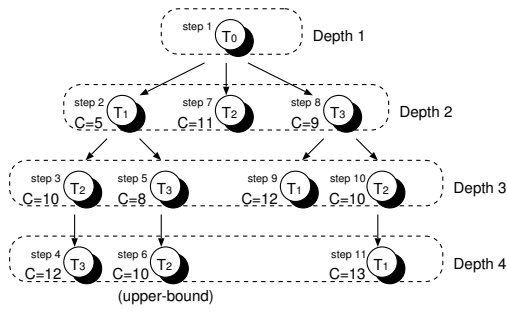 step 1 T0 Depth 1
step 2 T1 step 7 T2 step 8 T3 Depth 2
C=5 C=11 C=9
step 3 T2 step 5 T3 step 9 T1 step 10 T2 Depth 3
C=10 C=8 C=12 C=10
step 4 T3 step 6 T2 step 11 T1 Depth 4
C=12 C=10 C=13
(upper-bound)